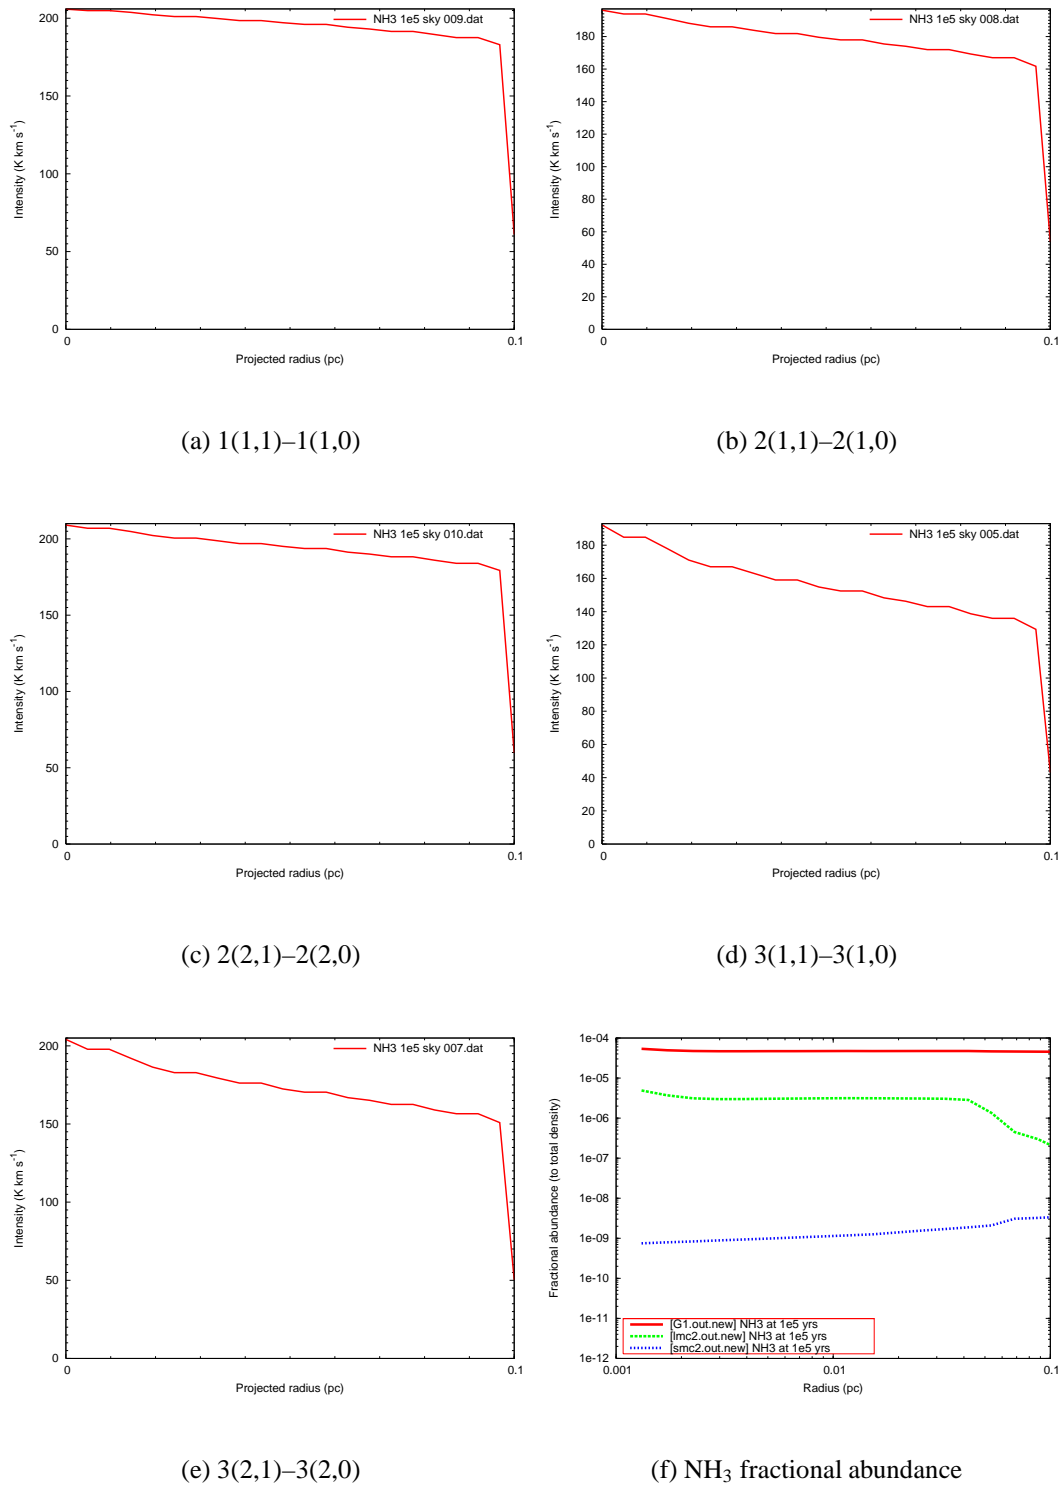 NH3 1e5 sky 009.dat
200
150
100
50
0
Intensity (K km s⁻¹)
0 0.1
Projected radius (pc)
(a) 1(1,1)–1(1,0)
NH3 1e5 sky 008.dat
180
160
140
120
100
80
60
40
20
0
Intensity (K km s⁻¹)
0 0.1
Projected radius (pc)
(b) 2(1,1)–2(1,0)
NH3 1e5 sky 010.dat
200
150
100
50
0
Intensity (K km s⁻¹)
0 0.1
Projected radius (pc)
(c) 2(2,1)–2(2,0)
NH3 1e5 sky 005.dat
180
160
140
120
100
80
60
40
20
0
Intensity (K km s⁻¹)
0 0.1
Projected radius (pc)
(d) 3(1,1)–3(1,0)
NH3 1e5 sky 007.dat
200
150
100
50
0
Intensity (K km s⁻¹)
0 0.1
Projected radius (pc)
(e) 3(2,1)–3(2,0)
1e-04
1e-05
1e-06
1e-07
1e-08
1e-09
1e-10
1e-11
1e-12
Fractional abundance (to total density)
[G1.out.new] NH3 at 1e5 yrs
[lmc2.out.new] NH3 at 1e5 yrs
[smc2.out.new] NH3 at 1e5 yrs
0.001 0.01 0.1
Radius (pc)
(f) NH₃ fractional abundance